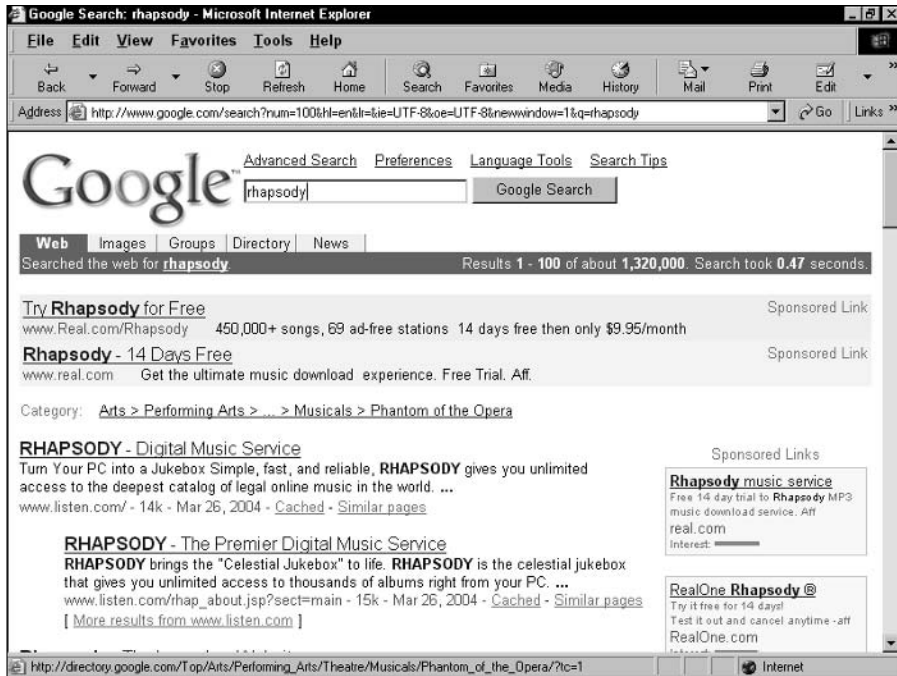 Google Search: rhapsody - Microsoft Internet Explorer
File Edit View Favorites Tools Help
Back Forward Stop Refresh Home Search Favorites Media History Mail Print Edit »
Address http://www.google.com/search?num=100&hl=en&lr=&ie=UTF-8&oe=UTF-8&newwindow=1&q=rhapsody Go Links »
Google™
Advanced Search Preferences Language Tools Search Tips
rhapsody Google Search
Web Images Groups Directory News
Searched the web for rhapsody. Results 1 - 100 of about 1,320,000. Search took 0.47 seconds.
Try Rhapsody for Free Sponsored Link
www.Real.com/Rhapsody 450,000+ songs, 69 ad-free stations 14 days free then only $9.95/month
Rhapsody - 14 Days Free Sponsored Link
www.real.com Get the ultimate music download experience. Free Trial. Aff.
Category: Arts > Performing Arts > ... > Musicals > Phantom of the Opera
RHAPSODY - Digital Music Service
Turn Your PC into a Jukebox Simple, fast, and reliable, RHAPSODY gives you unlimited
access to the deepest catalog of legal online music in the world. ...
www.listen.com/ - 14k - Mar 26, 2004 - Cached - Similar pages
RHAPSODY - The Premier Digital Music Service
RHAPSODY brings the "Celestial Jukebox" to life. RHAPSODY is the celestial jukebox
that gives you unlimited access to thousands of albums right from your PC. ...
www.listen.com/rhap_about.jsp?sect=main - 15k - Mar 26, 2004 - Cached - Similar pages
[ More results from www.listen.com ]
Sponsored Links
Rhapsody music service
Free 14 day trial to Rhapsody MP3
music download service. Aff
real.com
Interest:
RealOne Rhapsody ®
Try it free for 14 days!
Test it out and cancel anytime -aff
RealOne.com
http://directory.google.com/Top/Arts/Performing_Arts/Theatre/Musicals/Phantom_of_the_Opera/?tc=1 Internet